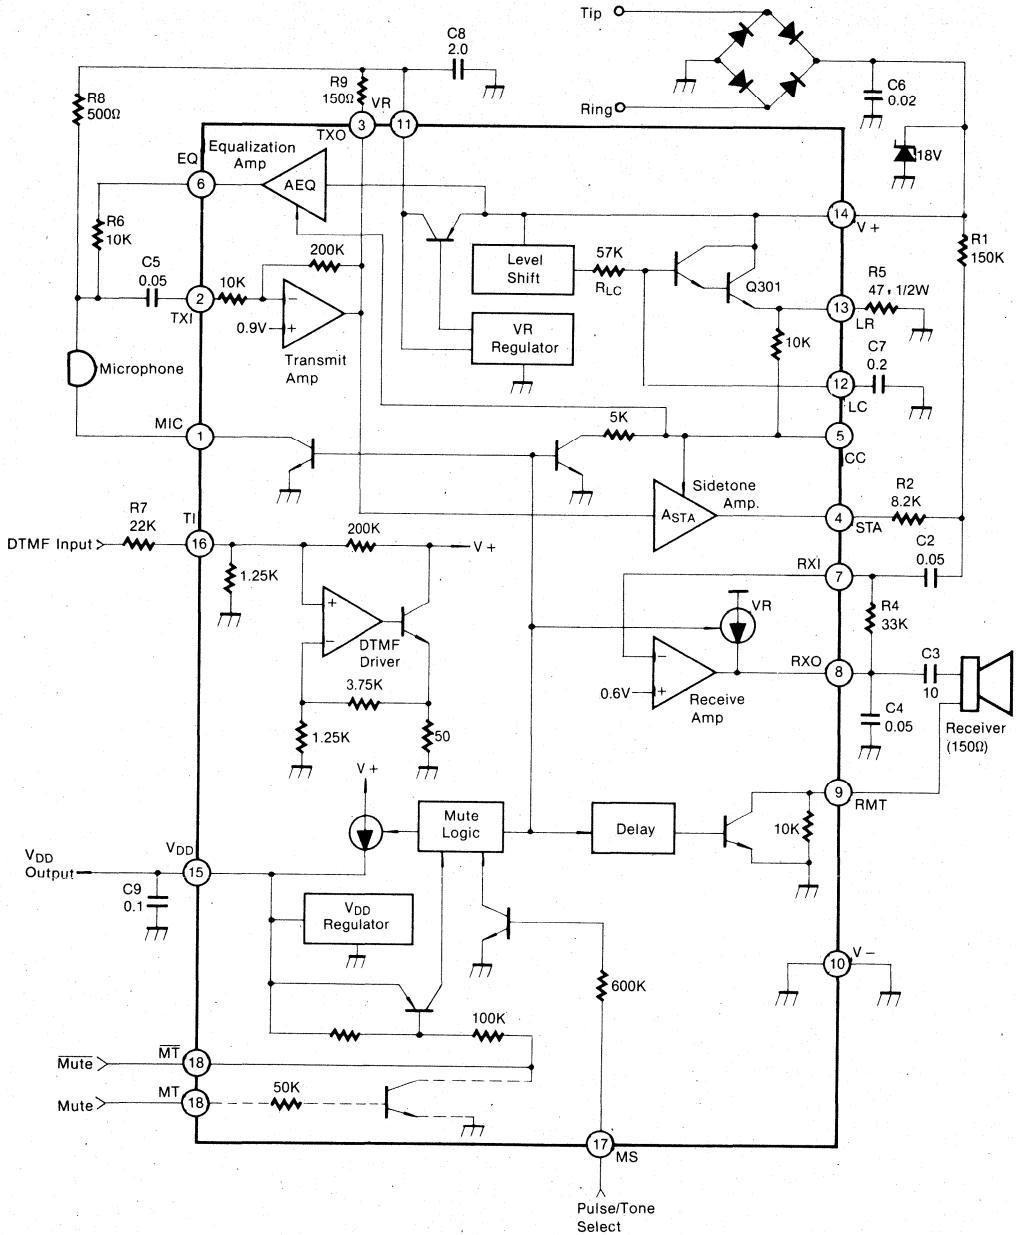 Tip
C8
2.0
C6
0.02
R9
150Ω
VR
R8
500Ω
Ring
3
11
TXO
Equalization
Amp
EQ
6
AEQ
18V
14
V+
R1
150K
R6
10K
200K
Level
Shift
57K
RLC
Q301
C5
0.05
2
TXI
10K
−
+
0.9V
Transmit
Amp
R5
47, 1/2W
13
LR
VR
Regulator
10K
C7
0.2
12
LC
Microphone
MIC
1
5K
5
CC
Sidetone
Amp.
ASTA
R2
8.2K
4
STA
R7
22K
TI
DTMF Input
16
200K
V+
C2
0.05
RXI
7
1.25K
+
−
DTMF
Driver
VR
R4
33K
RXO
8
C3
10
−
+
0.6V
Receive
Amp
C4
0.05
Receiver
(150Ω)
3.75K
1.25K
50
V+
9
RMT
Mute
Logic
Delay
10K
VDD
VDD
Output
15
C9
0.1
VDD
Regulator
V−
10
600K
100K
M̅T̅
18
M̅u̅t̅e̅
MT
18
Mute
50K
17
MS
Pulse/Tone
Select